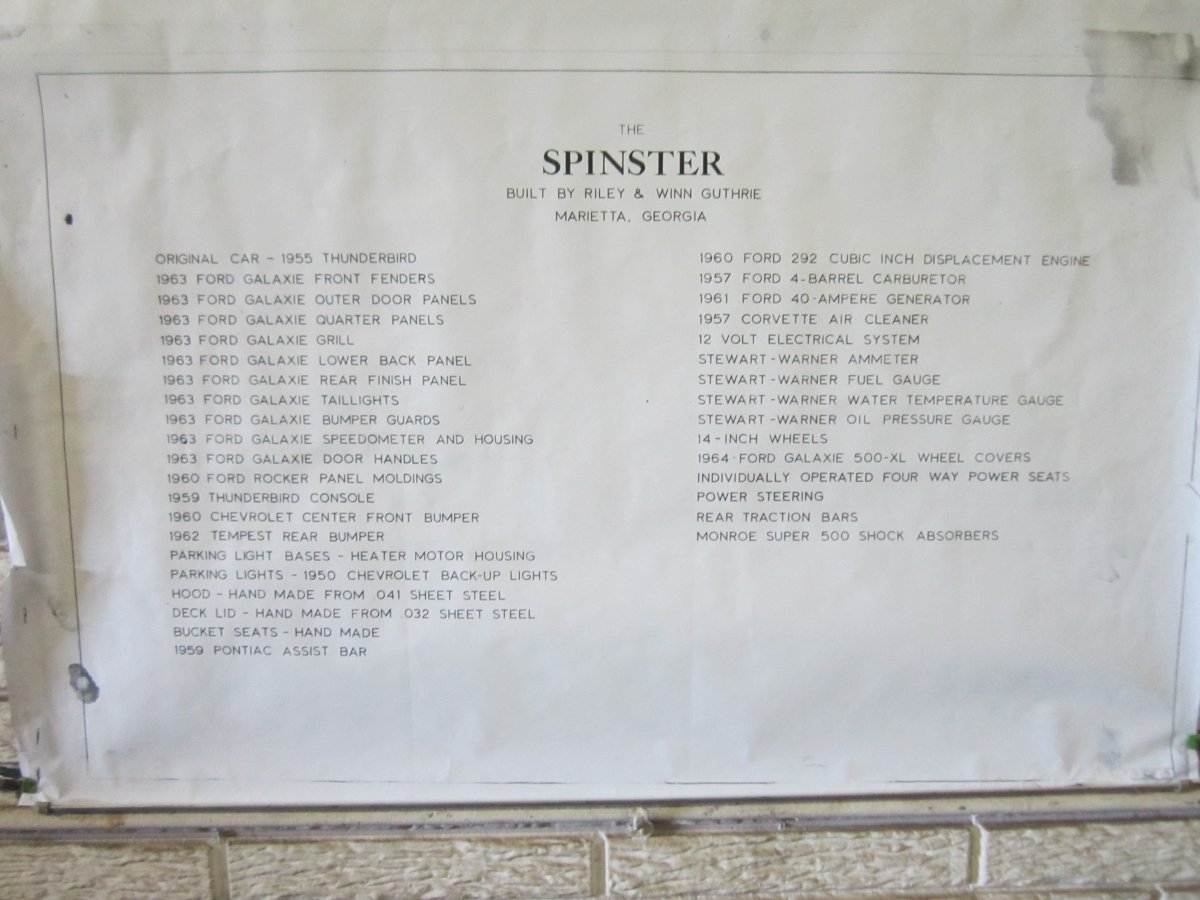 THE
SPINSTER
BUILT BY RILEY & WINN GUTHRIE
MARIETTA, GEORGIA
ORIGINAL CAR - 1955 THUNDERBIRD
1963 FORD GALAXIE FRONT FENDERS
1963 FORD GALAXIE OUTER DOOR PANELS
1963 FORD GALAXIE QUARTER PANELS
1963 FORD GALAXIE GRILL
1963 FORD GALAXIE LOWER BACK PANEL
1963 FORD GALAXIE REAR FINISH PANEL
1963 FORD GALAXIE TAILLIGHTS
1963 FORD GALAXIE BUMPER GUARDS
1963 FORD GALAXIE SPEEDOMETER AND HOUSING
1963 FORD GALAXIE DOOR HANDLES
1960 FORD ROCKER PANEL MOLDINGS
1959 THUNDERBIRD CONSOLE
1960 CHEVROLET CENTER FRONT BUMPER
1962 TEMPEST REAR BUMPER
PARKING LIGHT BASES - HEATER MOTOR HOUSING
PARKING LIGHTS - 1950 CHEVROLET BACK-UP LIGHTS
HOOD - HAND MADE FROM .041 SHEET STEEL
DECK LID - HAND MADE FROM .032 SHEET STEEL
BUCKET SEATS - HAND MADE
1959 PONTIAC ASSIST BAR
1960 FORD 292 CUBIC INCH DISPLACEMENT ENGINE
1957 FORD 4-BARREL CARBURETOR
1961 FORD 40-AMPERE GENERATOR
1957 CORVETTE AIR CLEANER
12 VOLT ELECTRICAL SYSTEM
STEWART-WARNER AMMETER
STEWART-WARNER FUEL GAUGE
STEWART-WARNER WATER TEMPERATURE GAUGE
STEWART-WARNER OIL PRESSURE GAUGE
14-INCH WHEELS
1964 FORD GALAXIE 500-XL WHEEL COVERS
INDIVIDUALLY OPERATED FOUR WAY POWER SEATS
POWER STEERING
REAR TRACTION BARS
MONROE SUPER 500 SHOCK ABSORBERS